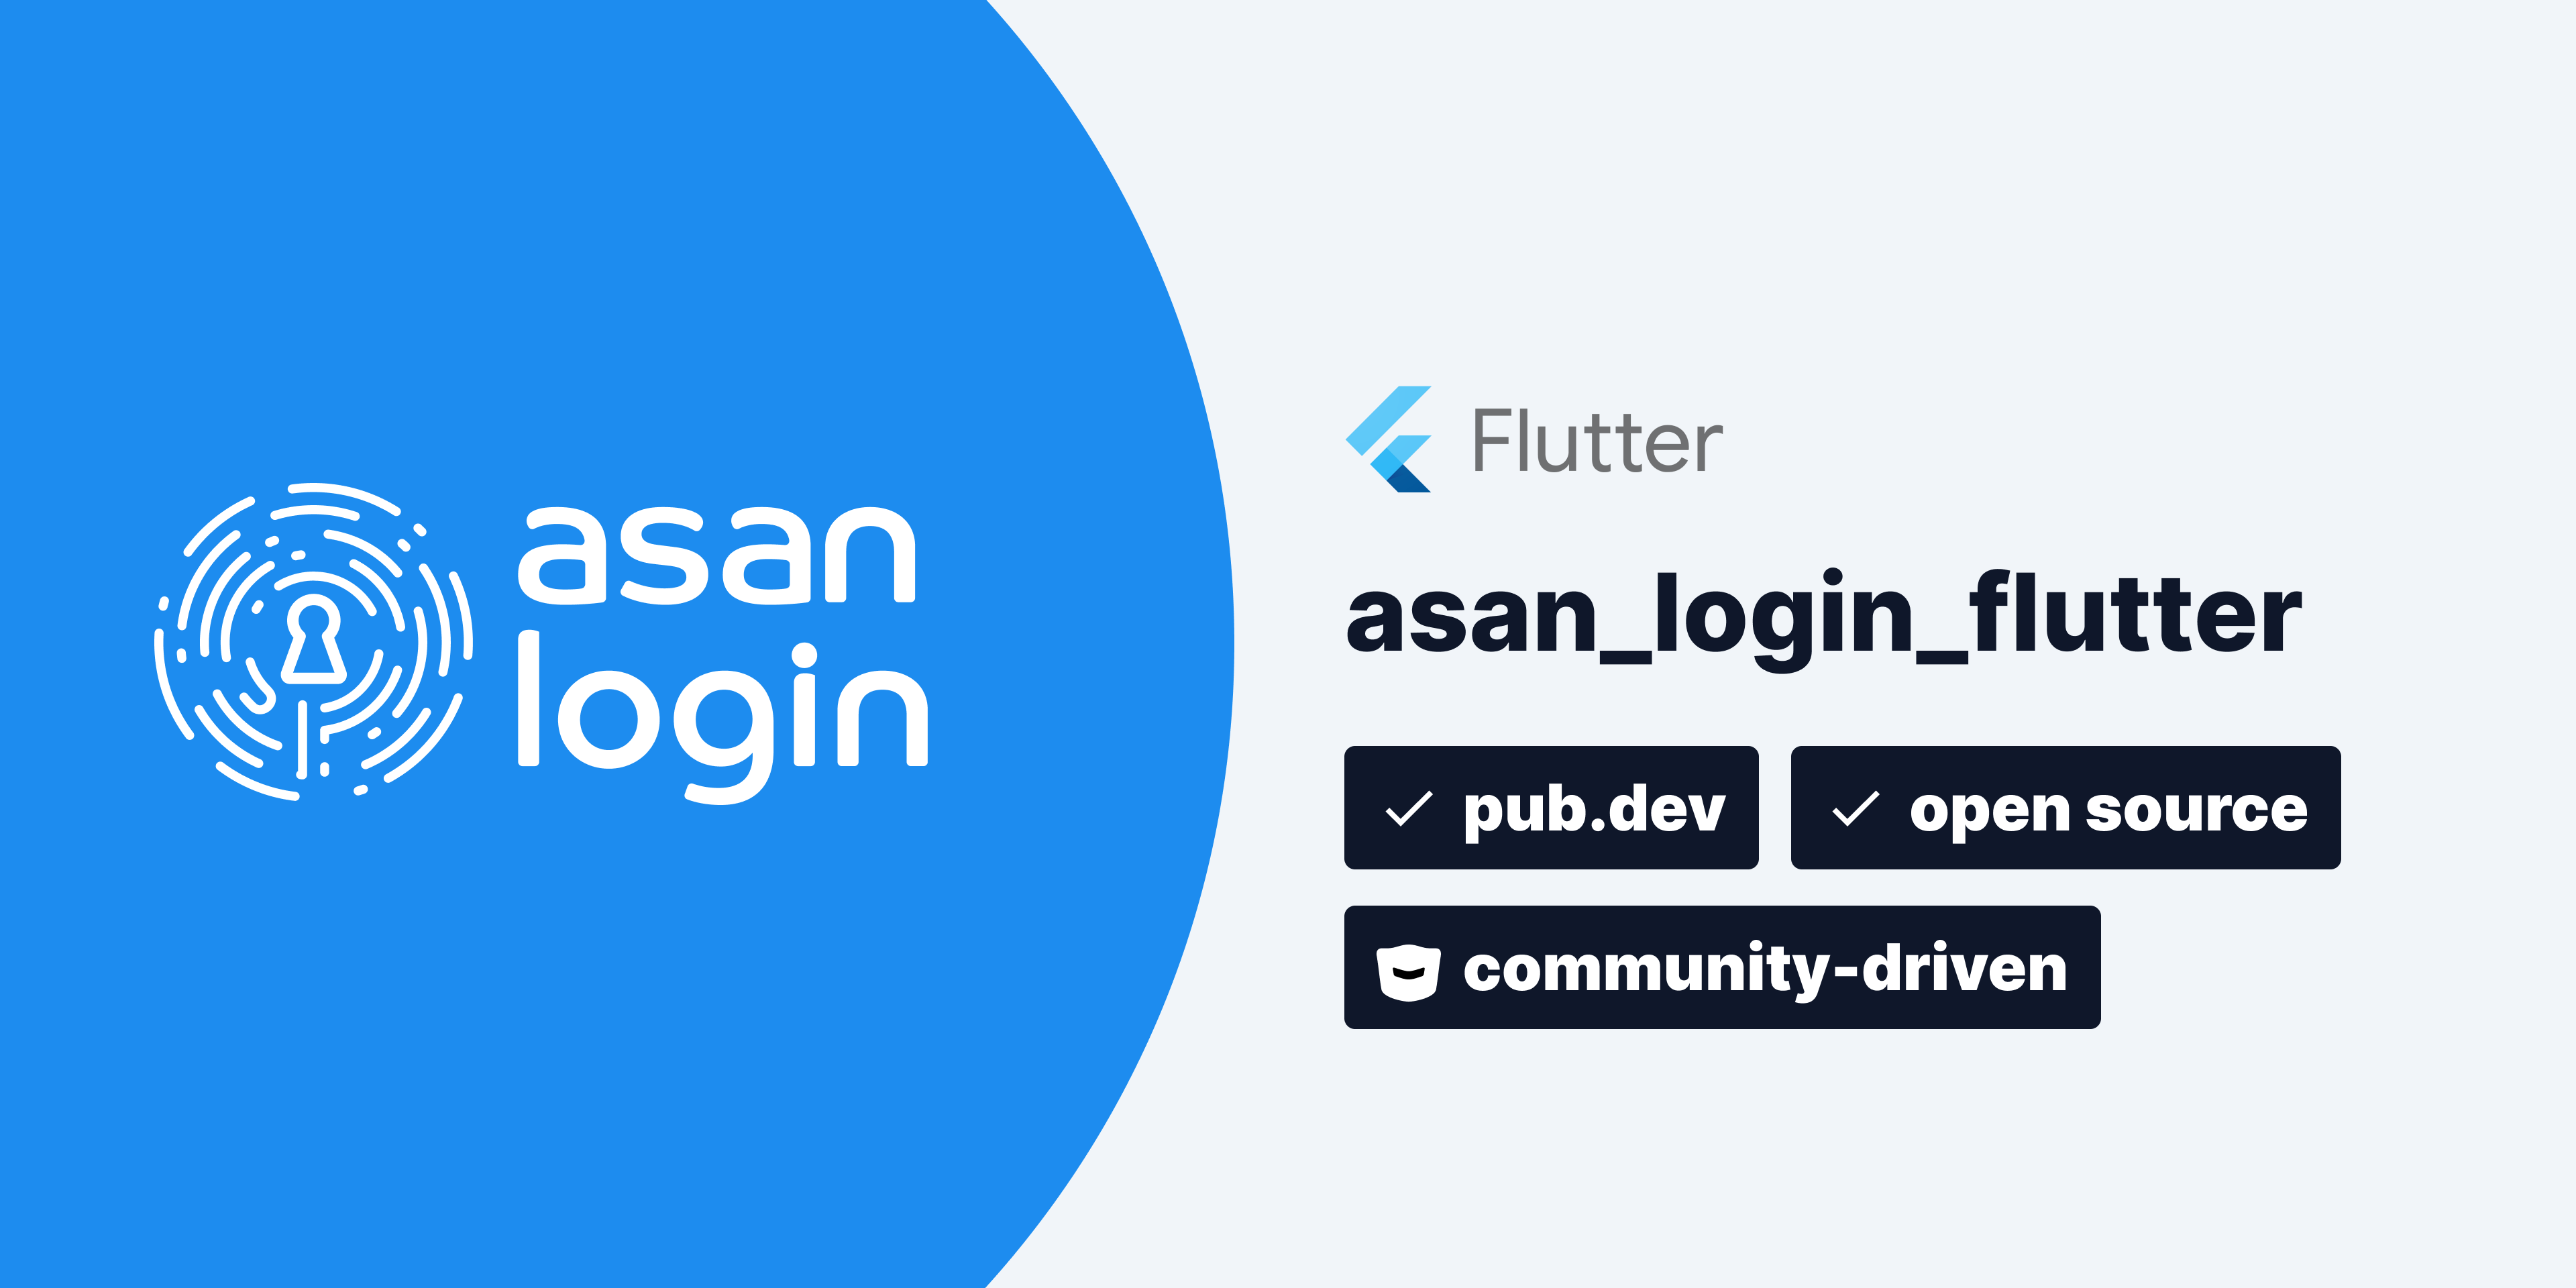 asan
login
Flutter
asan_login_flutter
pub.dev
open source
community-driven